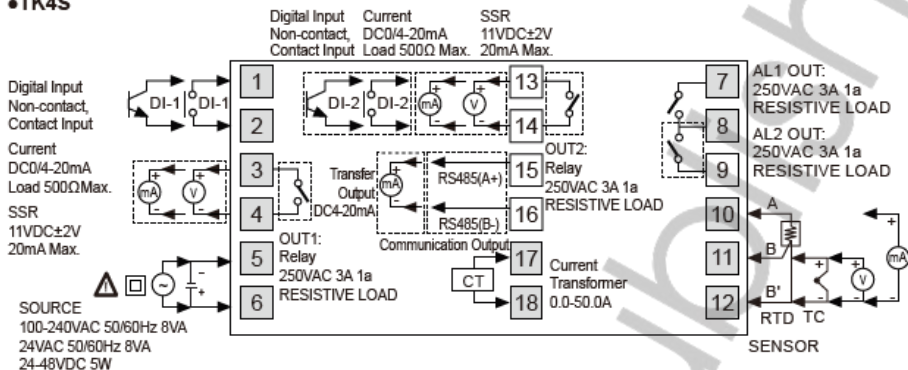 ●TK4S
Digital Input
Non-contact,
Contact Input
Current
DC0/4-20mA
Load 500Ω Max.
SSR
11VDC±2V
20mA Max.
Digital Input
Non-contact,
Contact Input
Current
DC0/4-20mA
Load 500ΩMax.
SSR
11VDC±2V
20mA Max.
DI-1
DI-1
mA
V
1
2
3
4
5
6
OUT1:
Relay
250VAC 3A 1a
RESISTIVE LOAD
SOURCE
100-240VAC 50/60Hz 8VA
24VAC 50/60Hz 8VA
24-48VDC 5W
DI-2
DI-2
mA
V
13
14
Transfer
Output
DC4-20mA
mA
RS485(A+)
RS485(B-)
Communication Output
15
16
OUT2:
Relay
250VAC 3A 1a
RESISTIVE LOAD
CT
17
18
Current
Transformer
0.0-50.0A
7
8
9
10
11
12
AL1 OUT:
250VAC 3A 1a
RESISTIVE LOAD
AL2 OUT:
250VAC 3A 1a
RESISTIVE LOAD
A
B
B'
RTD
TC
V
mA
SENSOR